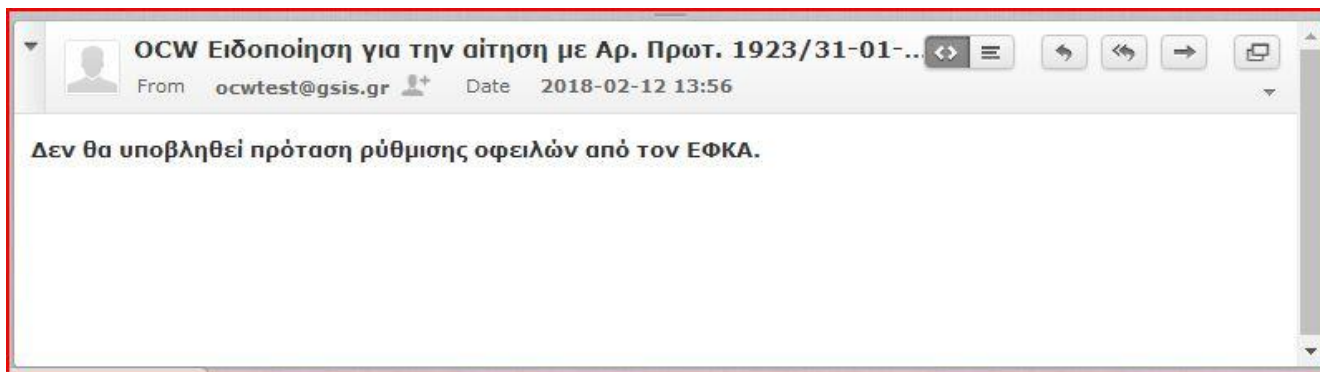 OCW Ειδοποίηση για την αίτηση με Αρ. Πρωτ. 1923/31-01-...
From ocwtest@gsis.gr Date 2018-02-12 13:56
Δεν θα υποβληθεί πρόταση ρύθμισης οφειλών από τον ΕΦΚΑ.